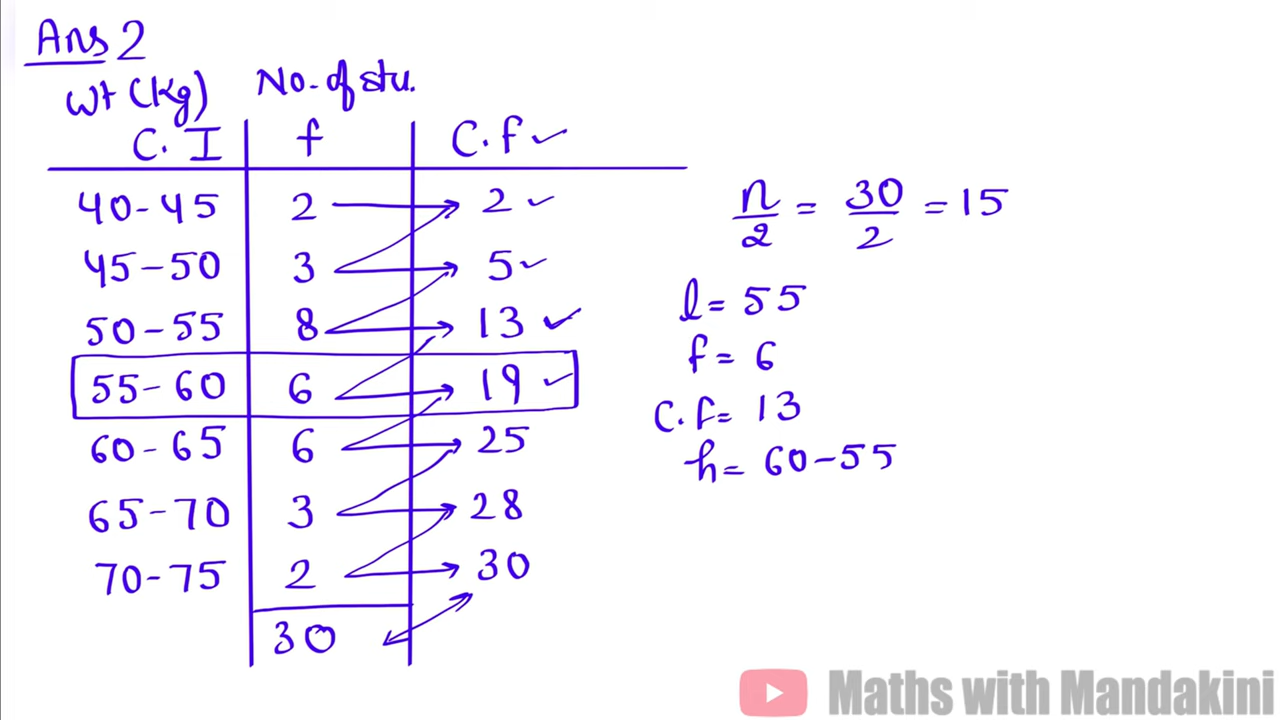 Ans 2
Wt (Kg) No. of stu.
C. I f C. f
40-45 2 2
45-50 3 5
50-55 8 13
55-60 6 19
60-65 6 25
65-70 3 28
70-75 2 30
30
n/2 = 30/2 = 15
l = 55
f = 6
C. f = 13
h = 60-55
Maths with Mandakini